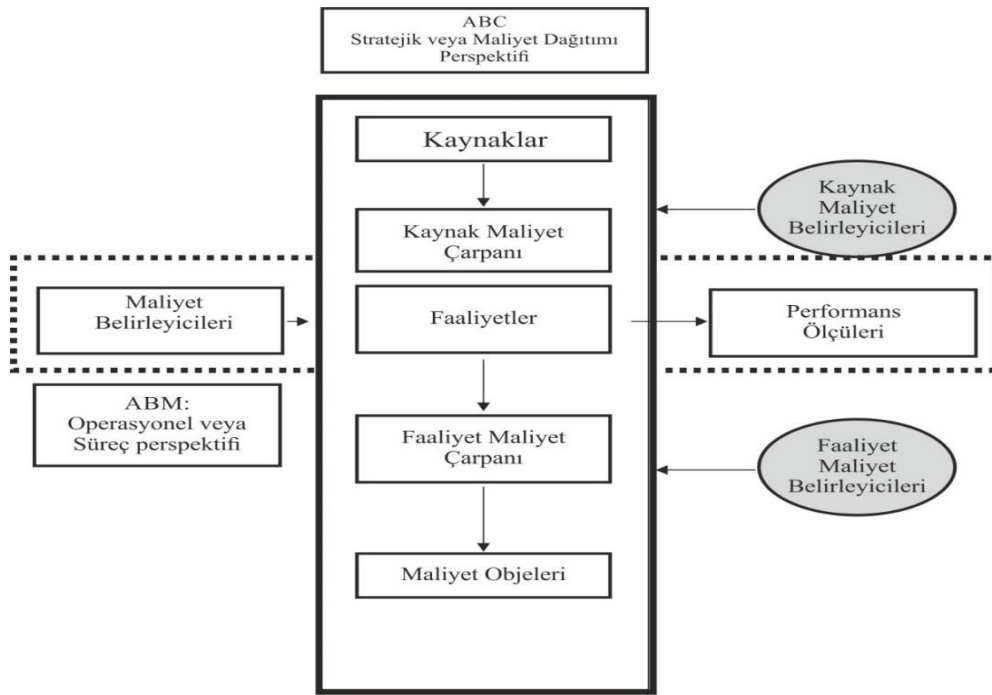 ABC
Stratejik veya Maliyet Dağıtımı
Perspektifi
Kaynaklar
Kaynak
Maliyet
Belirleyicileri
Kaynak Maliyet
Çarpanı
Maliyet
Belirleyicileri
Faaliyetler
Performans
Ölçüleri
ABM:
Operasyonel veya
Süreç perspektifi
Faaliyet Maliyet
Çarpanı
Faaliyet
Maliyet
Belirleyicileri
Maliyet Objeleri